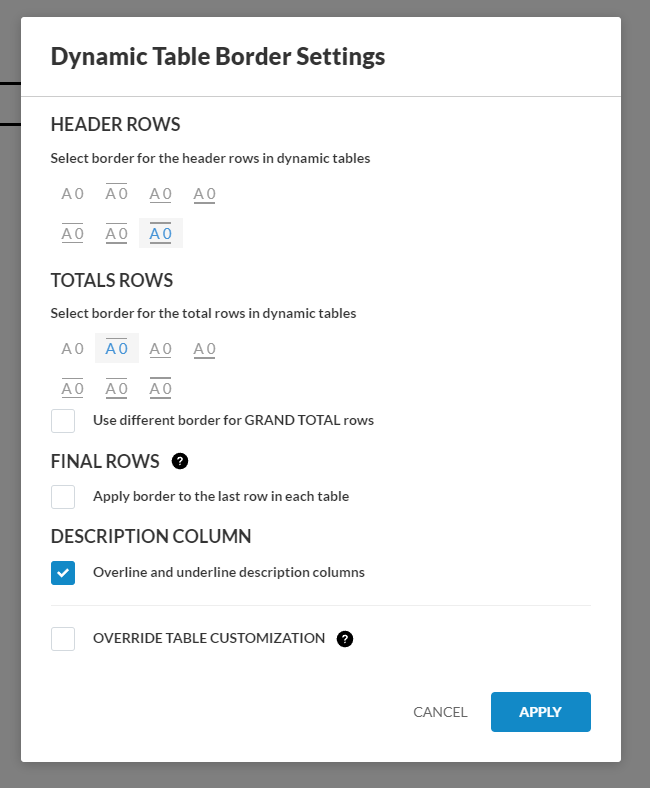 Dynamic Table Border Settings
HEADER ROWS
Select border for the header rows in dynamic tables
A 0 A 0 A 0 A 0
A 0 A 0 A 0
TOTALS ROWS
Select border for the total rows in dynamic tables
A 0 A 0 A 0 A 0
A 0 A 0 A 0
Use different border for GRAND TOTAL rows
FINAL ROWS ?
Apply border to the last row in each table
DESCRIPTION COLUMN
Overline and underline description columns
OVERRIDE TABLE CUSTOMIZATION ?
CANCEL APPLY